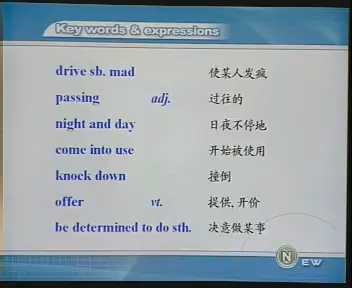 Key words & expressions
drive sb. mad 使某人发疯
passing adj. 过往的
night and day 日夜不停地
come into use 开始被使用
knock down 撞倒
offer vt. 提供, 开价
be determined to do sth. 决意做某事
NEW